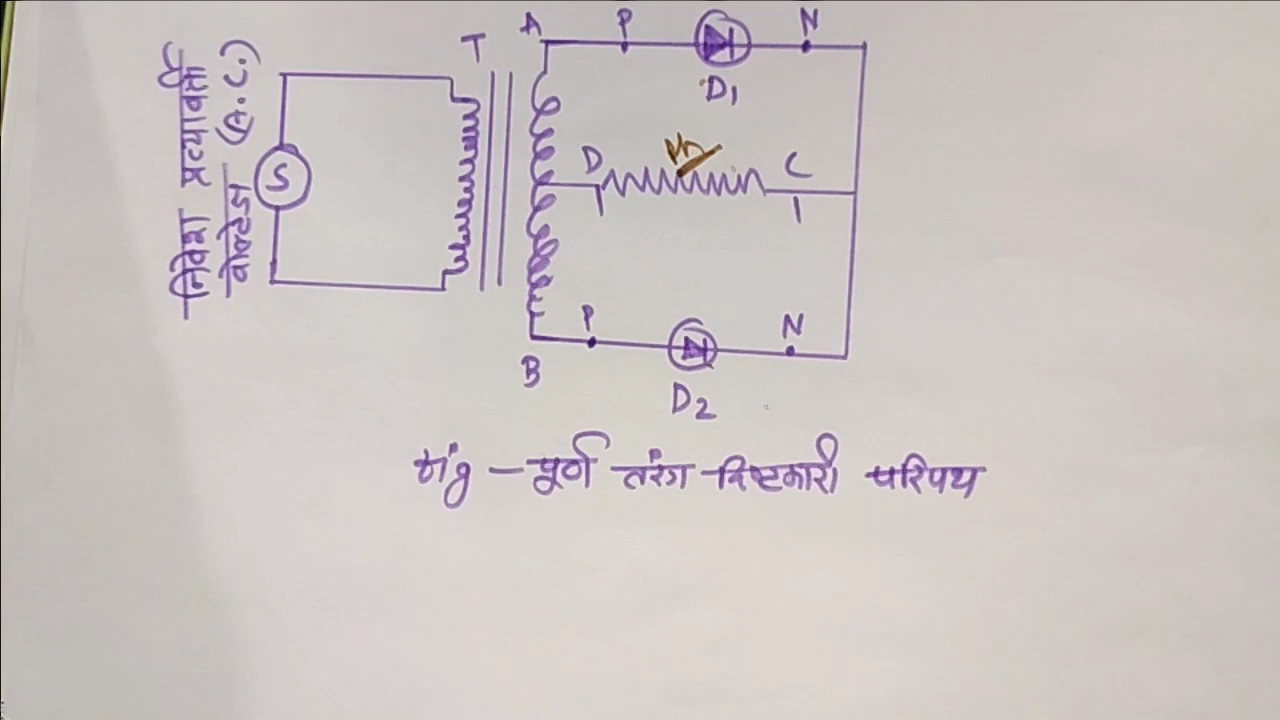 निवेश प्रत्यावर्ती
वोल्टेज (A.C.)
S
T
A
P
D1
N
D
C
P
N
B
D2
fig – पूर्ण तरंग दिष्टकारी परिपथ